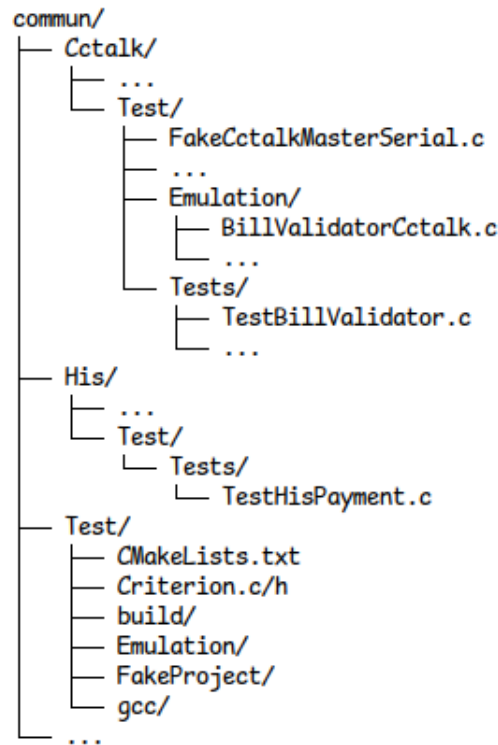 commun/
├── Cctalk/
│   ├── ...
│   └── Test/
│       ├── FakeCctalkMasterSerial.c
│       ├── ...
│       ├── Emulation/
│       │   ├── BillValidatorCctalk.c
│       │   └── ...
│       └── Tests/
│           ├── TestBillValidator.c
│           └── ...
├── His/
│   ├── ...
│   └── Test/
│       └── Tests/
│           └── TestHisPayment.c
├── Test/
│   ├── CMakeLists.txt
│   ├── Criterion.c/h
│   ├── build/
│   ├── Emulation/
│   ├── FakeProject/
│   └── gcc/
└── ...